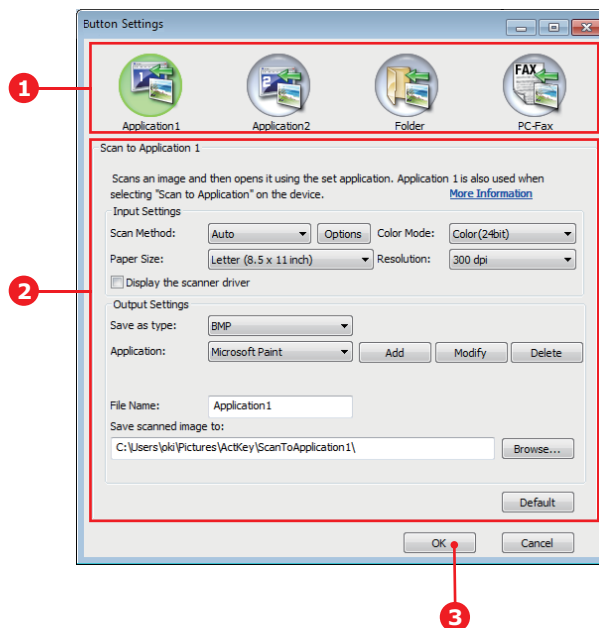 Button Settings
1
1
2
FAX
Application1
Application2
Folder
PC-Fax
2
Scan to Application 1
Scans an image and then opens it using the set application. Application 1 is also used when
selecting "Scan to Application" on the device.
More Information
Input Settings
Scan Method:
Auto
Options
Color Mode:
Color(24bit)
Paper Size:
Letter (8.5 x 11 inch)
Resolution:
300 dpi
Display the scanner driver
Output Settings
Save as type:
BMP
Application:
Microsoft Paint
Add
Modify
Delete
File Name:
Application1
Save scanned image to:
C:\Users\oki\Pictures\ActKey\ScanToApplication1\
Browse...
Default
OK
Cancel
3